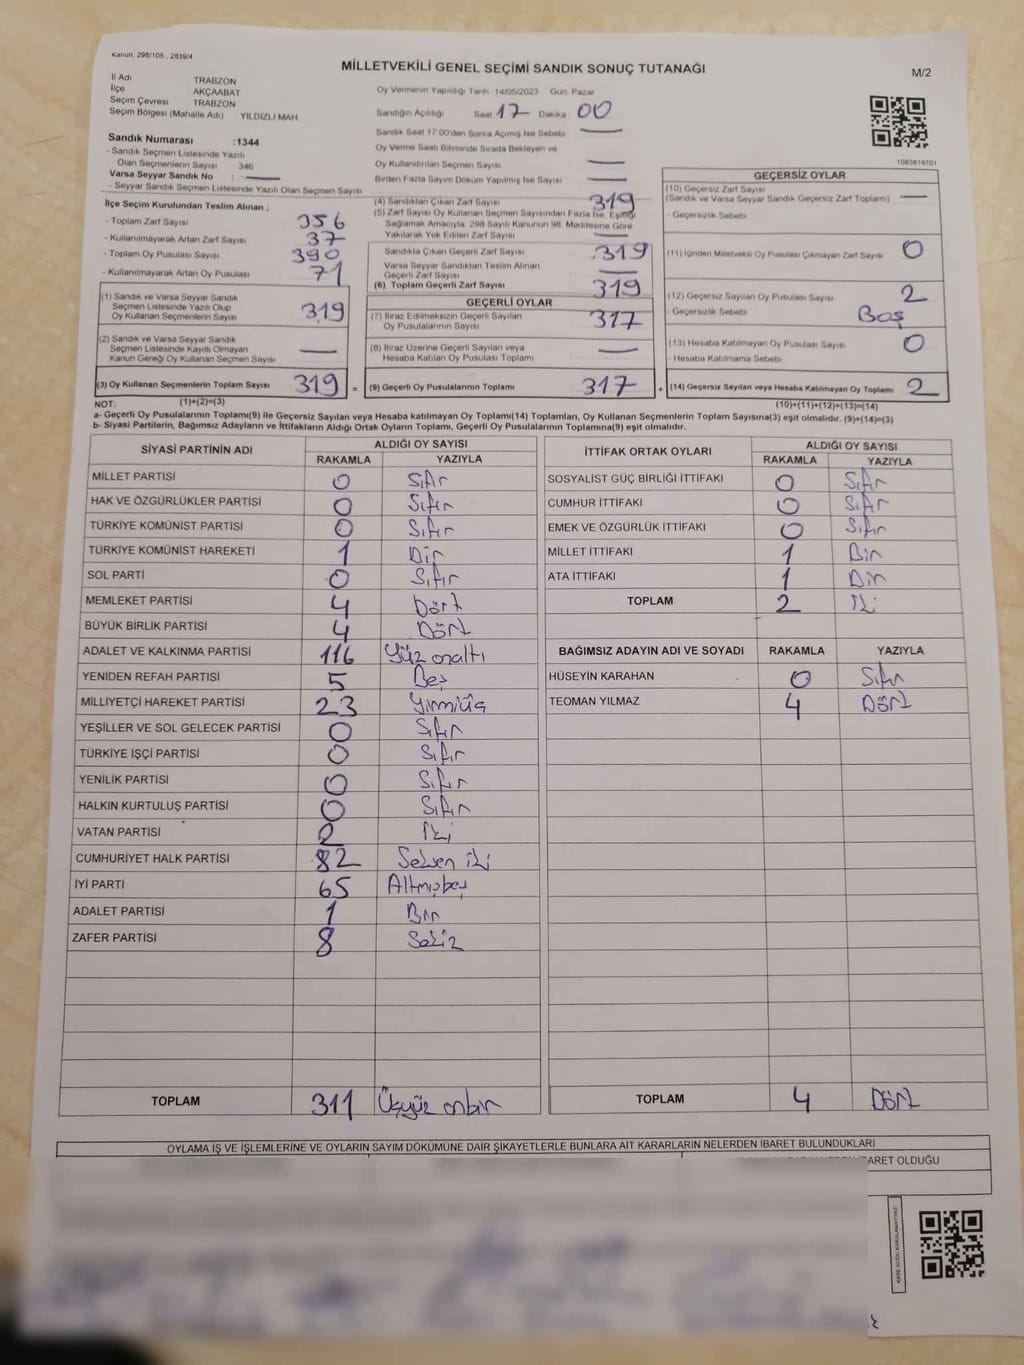 Kanun, 298/105 , 2839/4
MİLLETVEKİLİ GENEL SEÇİMİ SANDIK SONUÇ TUTANAĞI
M/2
İl Adı TRABZON
İlçe AKÇAABAT
Seçim Çevresi TRABZON
Seçim Bölgesi (Mahalle Adı) YILDIZLI MAH.
Oy Vermenin Yapıldığı Tarih 14/05/2023 Gün Pazar
Sandığın Açıldığı Saat 17 Dakika 00
Sandık Saat 17.00'den Sonra Açımış İse Sebebi
Oy Verme Saati Bitiminde Sırada Bekleyen ve
Oy Kullandırılan Seçmen Sayısı
Birden Fazla Sayım Döküm Yapılmış İse Sayısı
1083819701
Sandık Numarası :1344
- Sandık Seçmen Listesinde Yazılı
Olan Seçmenlerin Sayısı : 346
Varsa Seyyar Sandık No :
- Seyyar Sandık Seçmen Listesinde Yazılı Olan Seçmen Sayısı
İlçe Seçim Kurulundan Teslim Alınan ;
- Toplam Zarf Sayısı 356
- Kullanılmayarak Artan Zarf Sayısı 37
- Toplam Oy Pusulası Sayısı 390
- Kullanılmayarak Artan Oy Pusulası 71
(1) Sandık ve Varsa Seyyar Sandık
Seçmen Listesinde Yazılı Olup
Oy Kullanan Seçmenlerin Sayısı 319
(2) Sandık ve Varsa Seyyar Sandık
Seçmen Listesinde Kayıtlı Olmayan
Kanun Gereği Oy Kullanan Seçmen Sayısı
(3) Oy Kullanan Seçmenlerin Toplam Sayısı 319 =
(1)+(2)=(3)
(4) Sandıktan Çıkan Zarf Sayısı 319
(5) Zarf Sayısı Oy Kullanan Seçmen Sayısından Fazla İse, Eşitliği
Sağlamak Amacıyla, 298 Sayılı Kanunun 98. Maddesine Göre
Yakılarak Yok Edilen Zarf Sayısı
Sandıkta Çıkan Geçerli Zarf Sayısı 319
Varsa Seyyar Sandıktan Teslim Alınan
Geçerli Zarf Sayısı
(6) Toplam Geçerli Zarf Sayısı 319
GEÇERLİ OYLAR
(7) İtiraz Edilmeksizin Geçerli Sayılan
Oy Pusulalarının Sayısı 317
(8) İtiraz Üzerine Geçerli Sayılan veya
Hesaba Katılan Oy Pusulası Toplamı
(9) Geçerli Oy Pusulalarının Toplamı 317 +
GEÇERSİZ OYLAR
(10) Geçersiz Zarf Sayısı
(Sandık ve Varsa Seyyar Sandık Geçersiz Zarf Toplamı)
- Geçersizlik Sebebi
(11) İçinden Milletvekili Oy Pusulası Çıkmayan Zarf Sayısı 0
(12) Geçersiz Sayılan Oy Pusulası Sayısı 2
- Geçersizlik Sebebi Boş
(13) Hesaba Katılmayan Oy Pusulası Sayısı 0
- Hesaba Katılmama Sebebi
(14) Geçersiz Sayılan veya Hesaba Katılmayan Oy Toplamı 2
(10)+(11)+(12)+(13)=(14)
NOT:
a- Geçerli Oy Pusulalarının Toplamı(9) ile Geçersiz Sayılan veya Hesaba katılmayan Oy Toplamı(14) Toplamları, Oy Kullanan Seçmenlerin Toplam Sayısına(3) eşit olmalıdır. (9)+(14)=(3)
b- Siyasi Partilerin, Bağımsız Adayların ve İttifakların Aldığı Ortak Oyların Toplamı, Geçerli Oy Pusulalarının Toplamına(9) eşit olmalıdır.
SİYASİ PARTİNİN ADI ALDIĞI OY SAYISI
RAKAMLA YAZIYLA
MİLLET PARTİSİ 0 Sıfır
HAK VE ÖZGÜRLÜKLER PARTİSİ 0 Sıfır
TÜRKİYE KOMÜNİST PARTİSİ 0 Sıfır
TÜRKİYE KOMÜNİST HAREKETİ 1 Bir
SOL PARTİ 0 Sıfır
MEMLEKET PARTİSİ 4 Dört
BÜYÜK BİRLİK PARTİSİ 4 Dört
ADALET VE KALKINMA PARTİSİ 116 Yüz onaltı
YENİDEN REFAH PARTİSİ 5 Beş
MİLLİYETÇİ HAREKET PARTİSİ 23 Yirmiüç
YEŞİLLER VE SOL GELECEK PARTİSİ 0 Sıfır
TÜRKİYE İŞÇİ PARTİSİ 0 Sıfır
YENİLİK PARTİSİ 0 Sıfır
HALKIN KURTULUŞ PARTİSİ 0 Sıfır
VATAN PARTİSİ 2 İki
CUMHURİYET HALK PARTİSİ 82 Seksen iki
İYİ PARTİ 65 Altmışbeş
ADALET PARTİSİ 1 Bir
ZAFER PARTİSİ 8 Sekiz
TOPLAM 311 Üçyüz onbir
İTTİFAK ORTAK OYLARI ALDIĞI OY SAYISI
RAKAMLA YAZIYLA
SOSYALİST GÜÇ BİRLİĞİ İTTİFAKI 0 Sıfır
CUMHUR İTTİFAKI 0 Sıfır
EMEK VE ÖZGÜRLÜK İTTİFAKI 0 Sıfır
MİLLET İTTİFAKI 1 Bir
ATA İTTİFAKI 1 Bir
TOPLAM 2 İki
BAĞIMSIZ ADAYIN ADI VE SOYADI RAKAMLA YAZIYLA
HÜSEYİN KARAHAN 0 Sıfır
TEOMAN YILMAZ 4 Dört
TOPLAM 4 Dört
OYLAMA İŞ VE İŞLEMLERİNE VE OYLARIN SAYIM DÖKÜMÜNE DAİR ŞİKAYETLERLE BUNLARA AİT KARARLARIN NELERDEN İBARET BULUNDUKLARI
İBARET OLDUĞU
KARE KODU KARALAMAYINIZ!